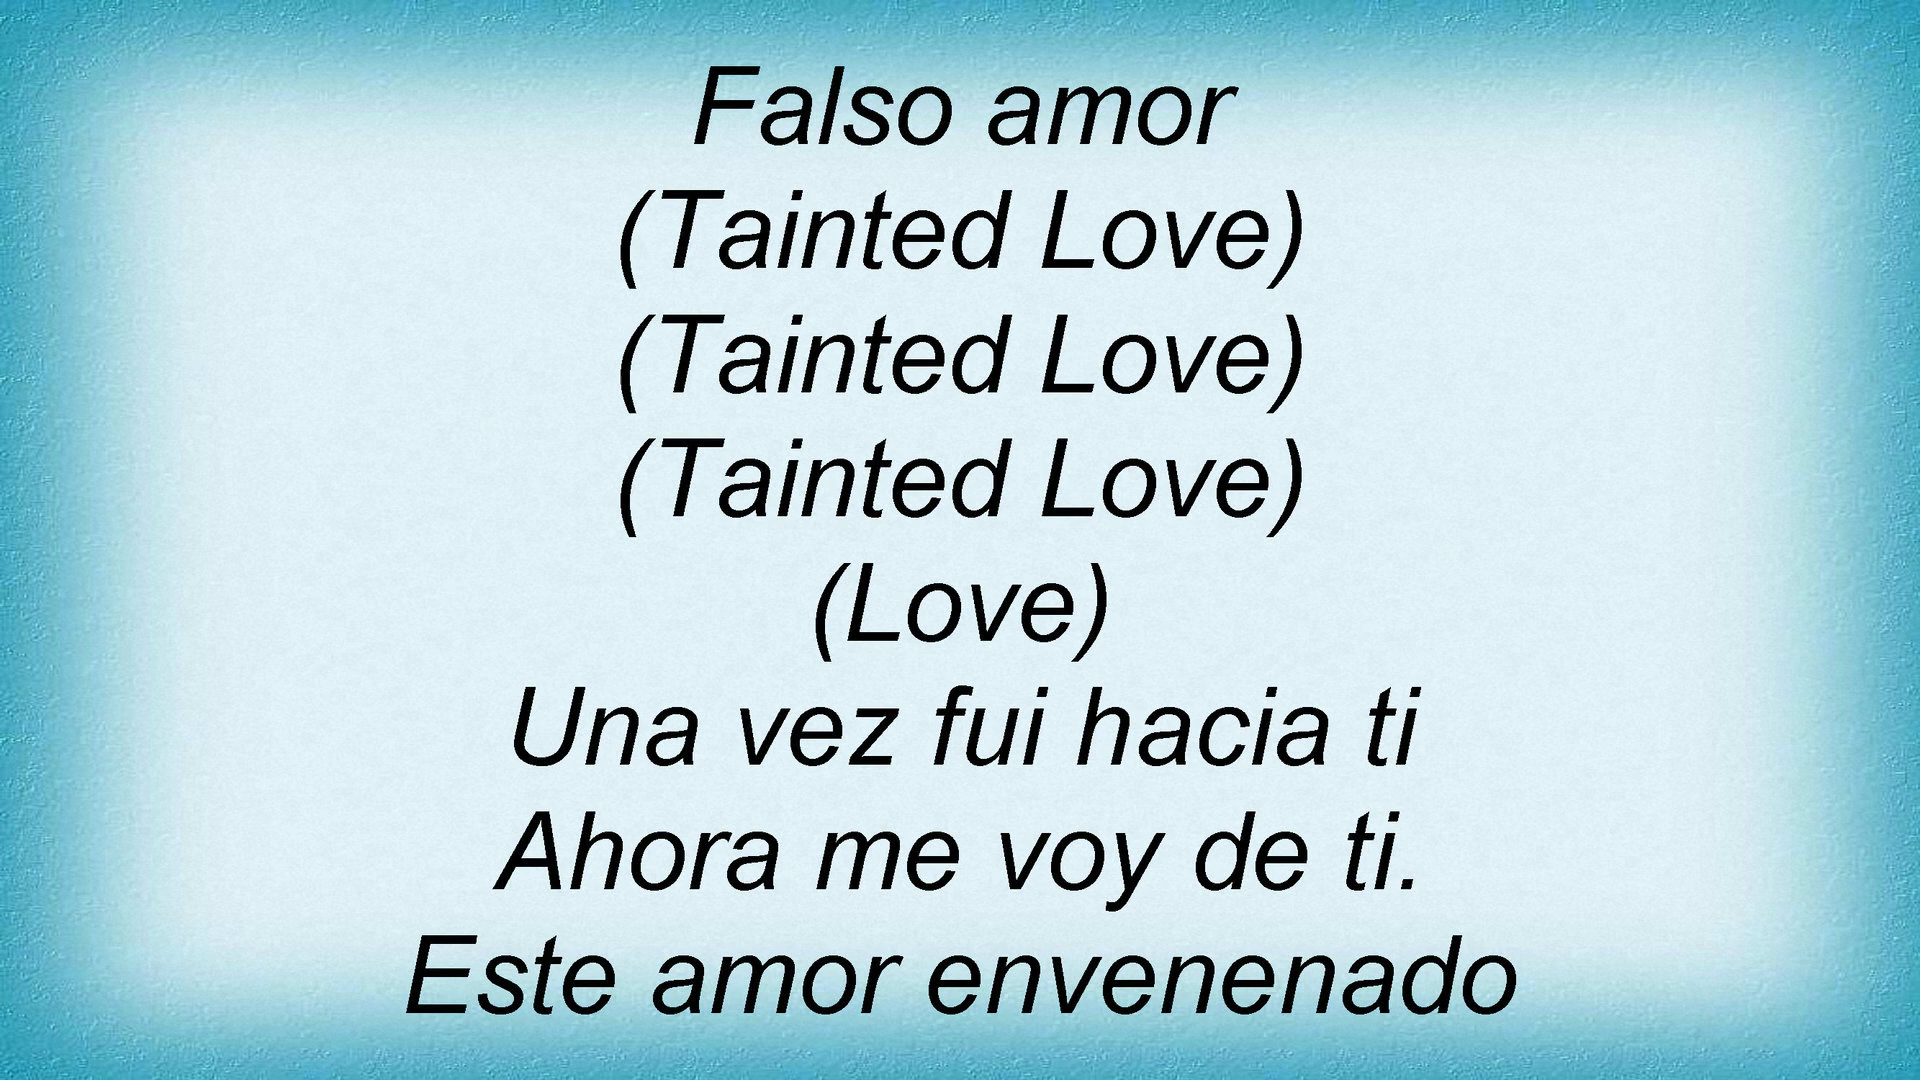 Falso amor
(Tainted Love)
(Tainted Love)
(Tainted Love)
(Love)
Una vez fui hacia ti
Ahora me voy de ti.
Este amor envenenado